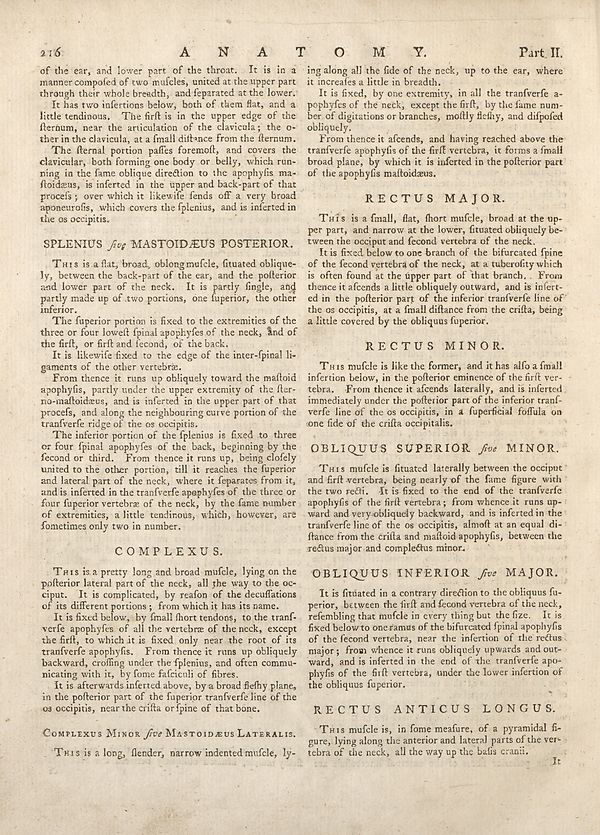 216 ANATOMY. Part II.
of the ear, and lower part of the throat. It is in a
manner compoſed of two muſcles, united at the upper part
through their whole breadth, and ſeparated at the lower.
It has two inſertions below, both of them flat, and a
little tendinous. The firſt is in the upper edge of the
ſternum, near the articulation of the clavicula; the o-
ther in the clavicula, at a ſmall diſtance from the ſternum.
The ſternal portion paſſes foremoſt, and covers the
clavicular, both forming one body or belly, which run-
ning in the ſame oblique direction to the apophyſis ma-
ſtoidæus, is inſerted in the upper and back-part of that
proceſs; over which it likewiſe ſends off a very broad
aponeuroſis, which covers the ſplenius, and is inſerted in
the os occipitis.
SPLENIUS ſive MASTOIDÆUS POSTERIOR.
THIS is a flat, broad, oblong muſcle, ſituated oblique-
ly, between the back-part of the ear, and the poſterior
and lower part of the neck. It is partly ſingle, and
partly made up of two portions, one ſuperior, the other
inferior.
The ſuperior portion is fixed to the extremities of the
three or four loweſt ſpinal apophyſes of the neck, and of
the firſt, or firſt and ſecond, of the back.
It is likewiſe fixed to the edge of the inter-ſpinal li-
gaments of the other vertebræ.
From thence it runs up obliquely toward the maſtoid
apophyſis, partly under the upper extremity of the ſter-
no-maſtoidæus, and is inſerted in the upper part of that
proceſs, and along the neighbouring curve portion of the
tranſverſe ridge of the os occipitis.
The inferior portion of the ſplenius is fixed to three
or four ſpinal apophyſes of the back, beginning by the
ſecond or third. From thence it runs up, being cloſely
united to the other portion, till it reaches the ſuperior
and lateral part of the neck, where it ſeparates from it,
and is inſerted in the tranſverſe apophyſes of the three or
four ſuperior vertebræ of the neck, by the ſame number
of extremities, a little tendinous, which, however, are
ſometimes only two in number.
COMPLEXUS.
THIS is a pretty long and broad muſcle, lying on the
poſterior lateral part of the neck, all the way to the oc-
ciput. It is complicated, by reaſon of the decuſſations
of its different portions; from which it has its name.
It is fixed below, by ſmall ſhort tendons, to the tranſ-
verſe apophyſes of all the vertebræ of the neck, except
the firſt, to which it is fixed only near the root of its
tranſverſe apophyſis. From thence it runs up obliquely
backward, croſſing under the ſplenius, and often commu-
nicating with it, by ſome faſciculi of fibres.
It is afterwards inſerted above, by a broad fleſhy plane,
in the poſterior part of the ſuperior tranſverſe line of the
os occipitis, near the criſta or ſpine of that bone.
COMPLEXUS MINOR ſive MASTOIDÆUS LATERALIS.
THIS is a long, ſlender, narrow indented muſcle, ly-
ing along all the ſide of the neck, up to the ear, where
it increaſes a little in breadth.
It is fixed, by one extremity, in all the tranſverſe a-
pophyſes of the neck, except the firſt, by the ſame num-
ber of digitations or branches, moſtly fleſhy, and diſpoſed
obliquely.
From thence it aſcends, and having reached above the
tranſverſe apophyſis of the firſt vertebra, it forms a ſmall
broad plane, by which it is inſerted in the poſterior part
of the apophyſis maſtoidæus.
RECTUS MAJOR.
THIS is a ſmall, flat, ſhort muſcle, broad at the up-
per part, and narrow at the lower, ſituated obliquely be-
tween the occiput and ſecond vertebra of the neck.
It is fixed below to one branch of the bifurcated ſpine
of the ſecond vertebra of the neck, at a tuberoſity which
is often found at the upper part of that branch. From
thence it aſcends a little obliquely outward, and is inſert-
ed in the poſterior part of the inferior tranſverſe line of
the os occipitis, at a ſmall diſtance from the criſta, being
a little covered by the obliquus ſuperior.
RECTUS MINOR.
THIS muſcle is like the former, and it has alſo a ſmall
inſertion below, in the poſterior eminence of the firſt ver-
tebra. From thence it aſcends laterally, and is inſerted
immediately under the poſterior part of the inferior tranſ-
verſe line of the os occipitis, in a ſuperficial foſſula on
one ſide of the criſta occipitalis.
OBLIQUUS SUPERIOR ſive MINOR.
THIS muſcle is ſituated laterally between the occiput
and firſt vertebra, being nearly of the ſame figure with
the two recti. It is fixed to the end of the tranſverſe
apophyſis of the firſt vertebra; from whence it runs up-
ward and very obliquely backward, and is inſerted in the
tranſverſe line of the os occipitis, almoſt at an equal di-
ſtance from the criſta and maſtoid apophyſis, between the
rectus major and complectus minor.
OBLIQUUS INFERIOR ſive MAJOR.
IT is ſituated in a contrary direction to the obliquus ſu-
perior, between the firſt and ſecond vertebra of the neck,
reſembling that muſcle in every thing but the ſize. It is
fixed below to one ramus of the bifurcated ſpinal apophyſis
of the ſecond vertebra, near the inſertion of the rectus
major; from whence it runs obliquely upwards and out-
ward, and is inſerted in the end of the tranſverſe apo-
phyſis of the firſt vertebra, under the lower inſertion of
the obliquus ſuperior.
RECTUS ANTICUS LONGUS.
THIS muſcle is, in ſome meaſure, of a pyramidal fi-
gure, lying along the anterior and lateral parts of the ver-
tebra of the neck, all the way up the baſis cranii.
It